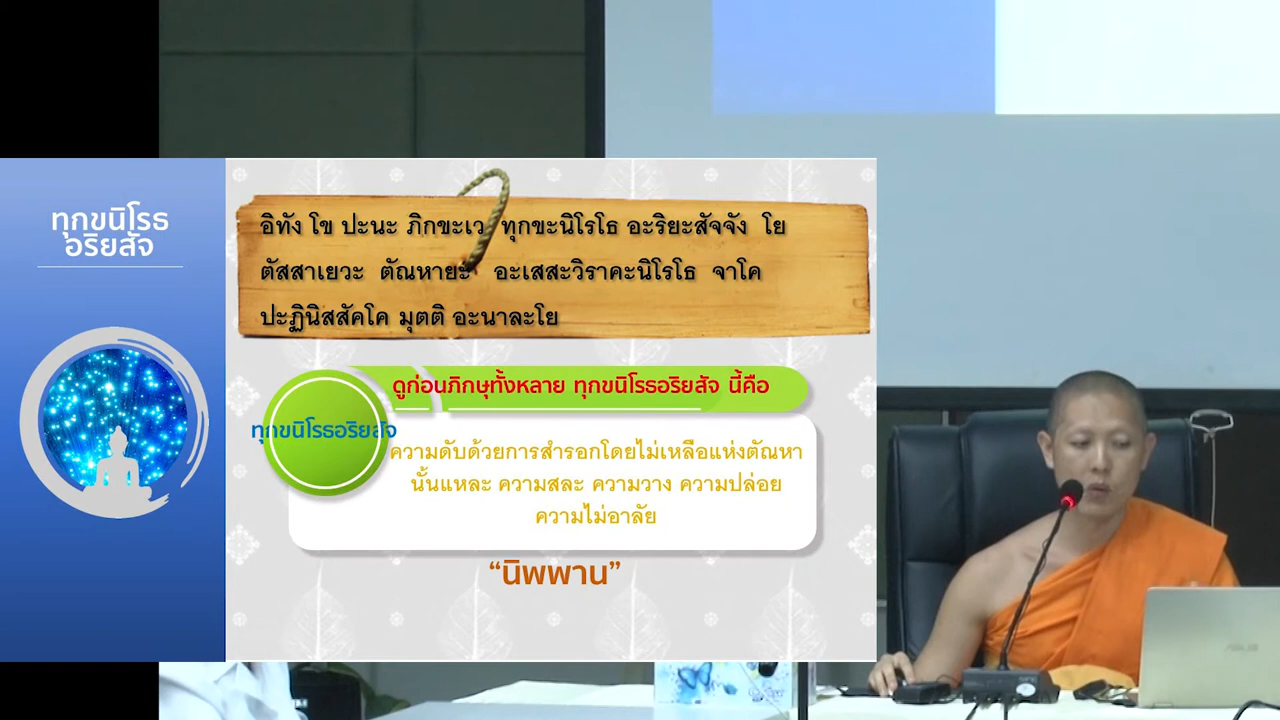 ทุกขนิโรธ
อริยสัจ
อิทัง โข ปะนะ ภิกขะเว ทุกขะนิโรโธ อะริยะสัจจัง โย
ตัสสาเยวะ ตัณหายะ อะเสสะวิราคะนิโรโธ จาโค
ปะฏินิสสัคโค มุตติ อะนาละโย
ดูก่อนภิกษุทั้งหลาย ทุกขนิโรธอริยสัจ นี้คือ
ทุกขนิโรธอริยสัจ
ความดับด้วยการสำรอกโดยไม่เหลือแห่งตัณหา
นั้นแหละ ความสละ ความวาง ความปล่อย
ความไม่อาลัย
“นิพพาน”
ASUS